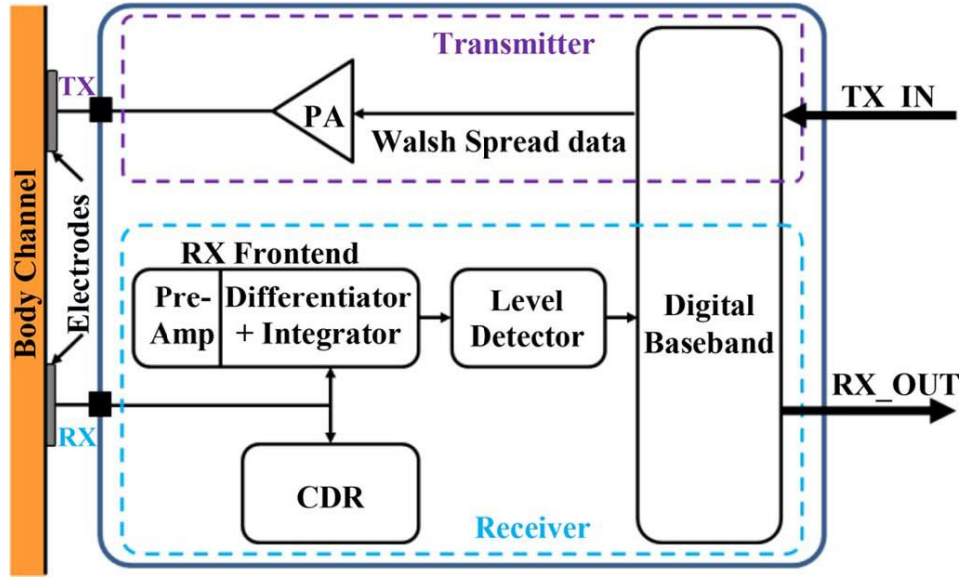 Transmitter
TX
PA
Walsh Spread data
TX_IN
Body Channel
Electrodes
RX Frontend
Pre-
Amp
Differentiator
+ Integrator
Level
Detector
Digital
Baseband
RX_OUT
RX
CDR
Receiver